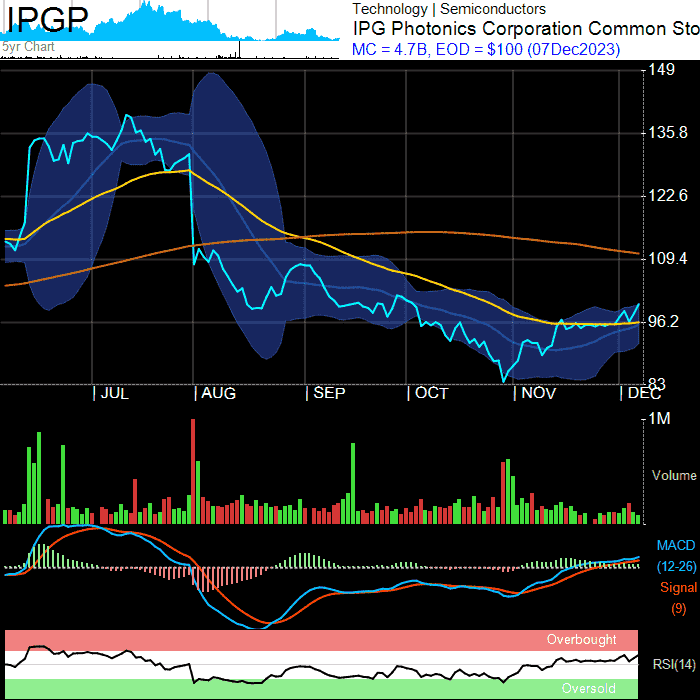 IPGP
5yr Chart
Technology | Semiconductors
IPG Photonics Corporation Common Sto
MC = 4.7B, EOD = $100 (07Dec2023)
149
135.8
122.6
109.4
96.2
83
JUL AUG SEP OCT NOV DEC
1M
Volume
MACD
(12-26)
Signal
(9)
Overbought
RSI(14)
Oversold